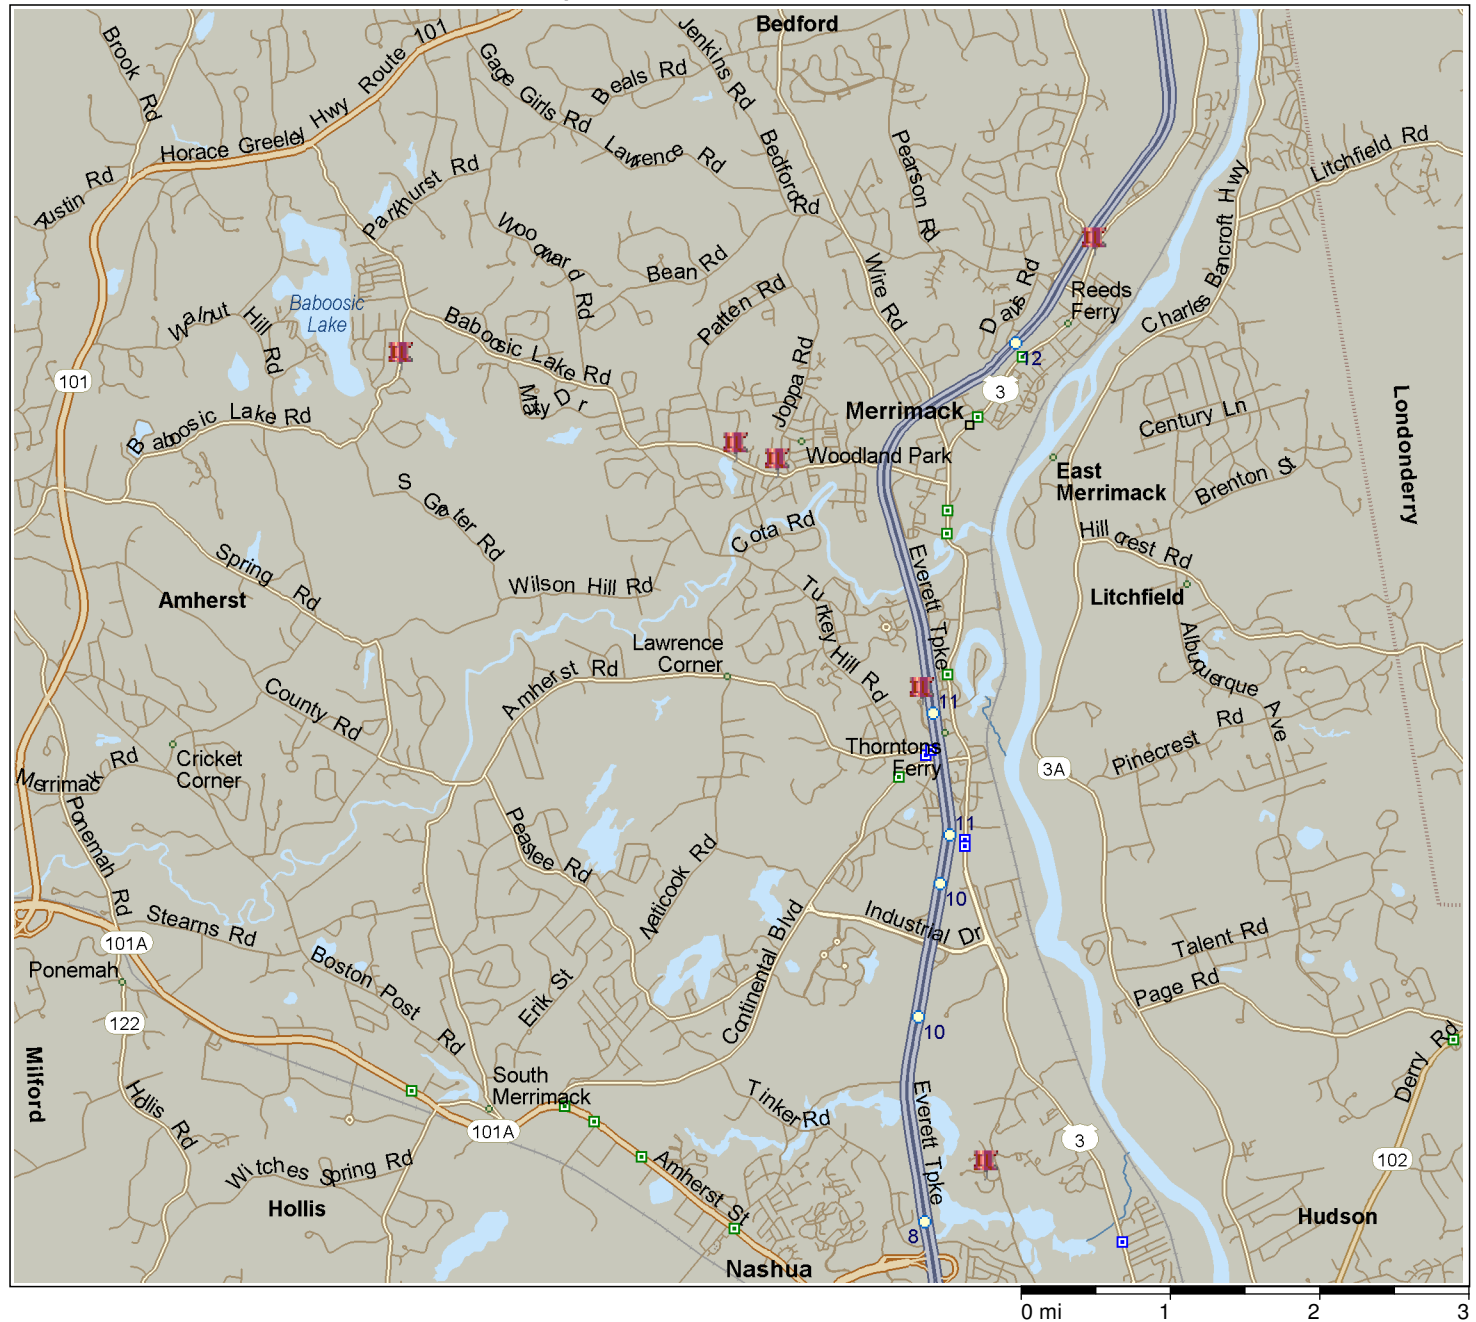 Bedford
Brook Rd
Route 101
Gage Girls Rd
Beals Rd
Jenkins Rd
Horace Greeley Hwy
Lawrence Rd
Bedford Rd
Pearson Rd
Litchfield Rd
Austin Rd
Parkhurst Rd
Charles Bancroft Hwy
Woodward Rd
Bean Rd
Wire Rd
Davis Rd
Reeds
Ferry
Walnut Hill Rd
Baboosic
Lake
Baboosic Lake Rd
Patten Rd
12
101
Joppa Rd
3
Londonderry
May Dr
Baboosic Lake Rd
Merrimack
Century Ln
Woodland Park
East
Merrimack
Brenton St
Cota Rd
Hillcrest Rd
Spring Rd
Wilson Hill Rd
Everett Tpke
Amherst
Turkey Hill Rd
Litchfield
Lawrence
Corner
Albuquerque Ave
Amherst Rd
County Rd
11
Pinecrest Rd
Cricket
Corner
Merrimack Rd
Thorntons
Ferry
3A
Ponemah Rd
Peaslee Rd
11
Naticook Rd
10
Stearns Rd
Continental Blvd
Industrial Dr
101A
Talent Rd
Ponemah
Boston Post Rd
Erik St
Page Rd
122
10
Derry Rd
Milford
Hollis Rd
South
Merrimack
Tinker Rd
Everett Tpke
101A
3
102
Witches Spring Rd
Amherst St
Hollis
Hudson
8
Nashua
0 mi 1 2 3